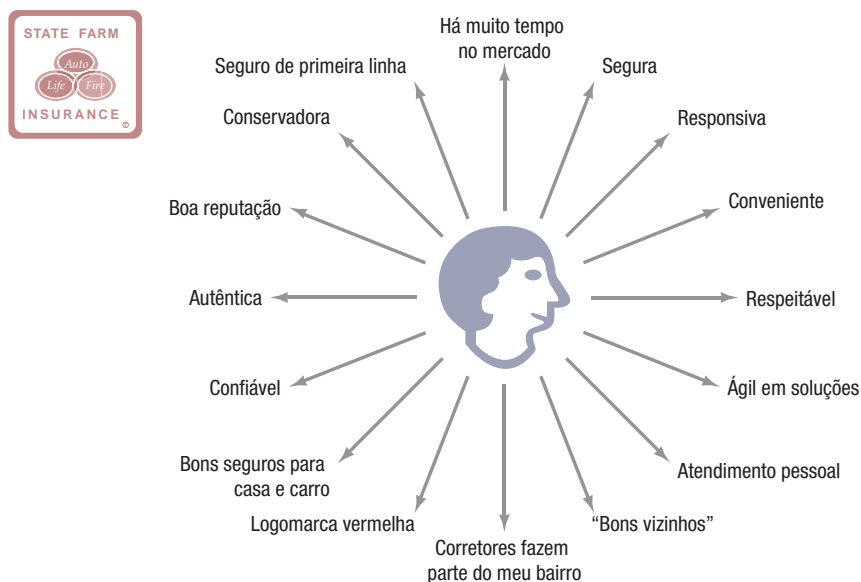 STATE FARM
Auto
Life Fire
INSURANCE
Há muito tempo
no mercado
Segura
Responsiva
Conveniente
Respeitável
Ágil em soluções
Atendimento pessoal
“Bons vizinhos”
Corretores fazem
parte do meu bairro
Logomarca vermelha
Bons seguros para
casa e carro
Confiável
Autêntica
Boa reputação
Conservadora
Seguro de primeira linha